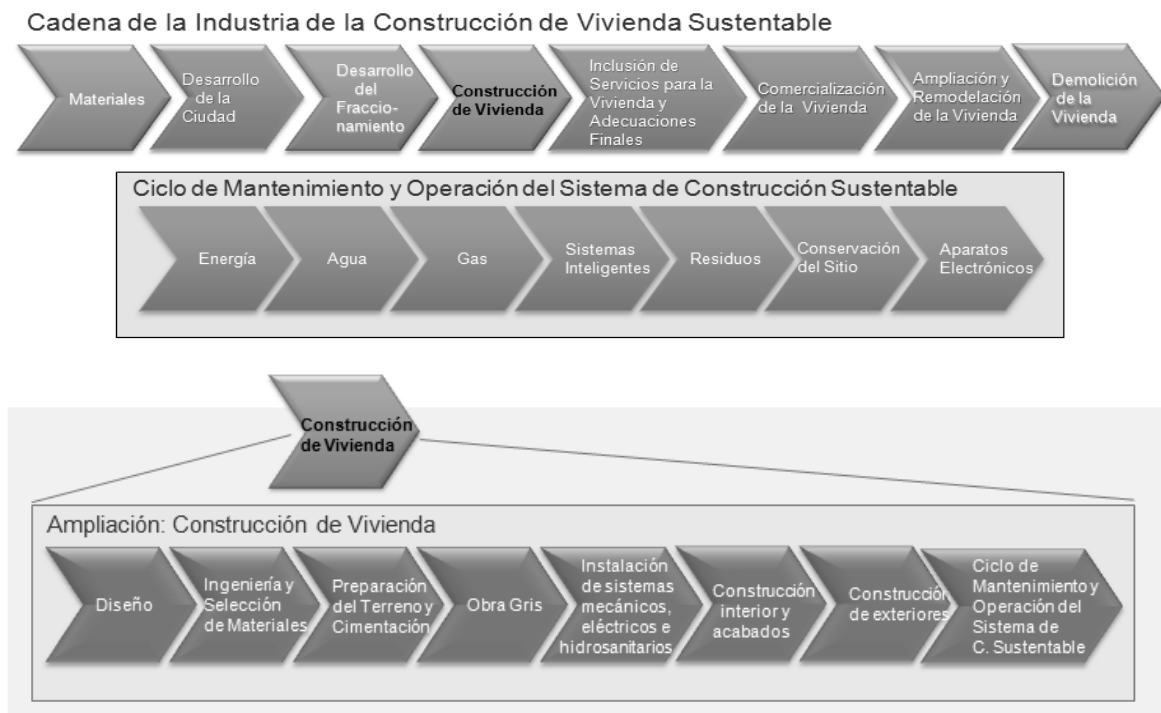 Cadena de la Industria de la Construcción de Vivienda Sustentable
Materiales
Desarrollo
de la
Ciudad
Desarrollo
del
Fraccio-
namiento
Construcción
de Vivienda
Inclusión de
Servicios para la
Vivienda y
Adecuaciones
Finales
Comercialización
de la Vivienda
Ampliación y
Remodelación
de la Vivienda
Demolición
de la
Vivienda
Ciclo de Mantenimiento y Operación del Sistema de Construcción Sustentable
Energía
Agua
Gas
Sistemas
Inteligentes
Residuos
Conservación
del Sitio
Aparatos
Electrónicos
Construcción
de Vivienda
Ampliación: Construcción de Vivienda
Diseño
Ingeniería y
Selección
de Materiales
Preparación
del Terreno y
Cimentación
Obra Gris
Instalación
de sistemas
mecánicos,
eléctricos e
hidrosanitarios
Construcción
interior y
acabados
Construcción
de exteriores
Ciclo de
Mantenimiento y
Operación del
Sistema de
C. Sustentable